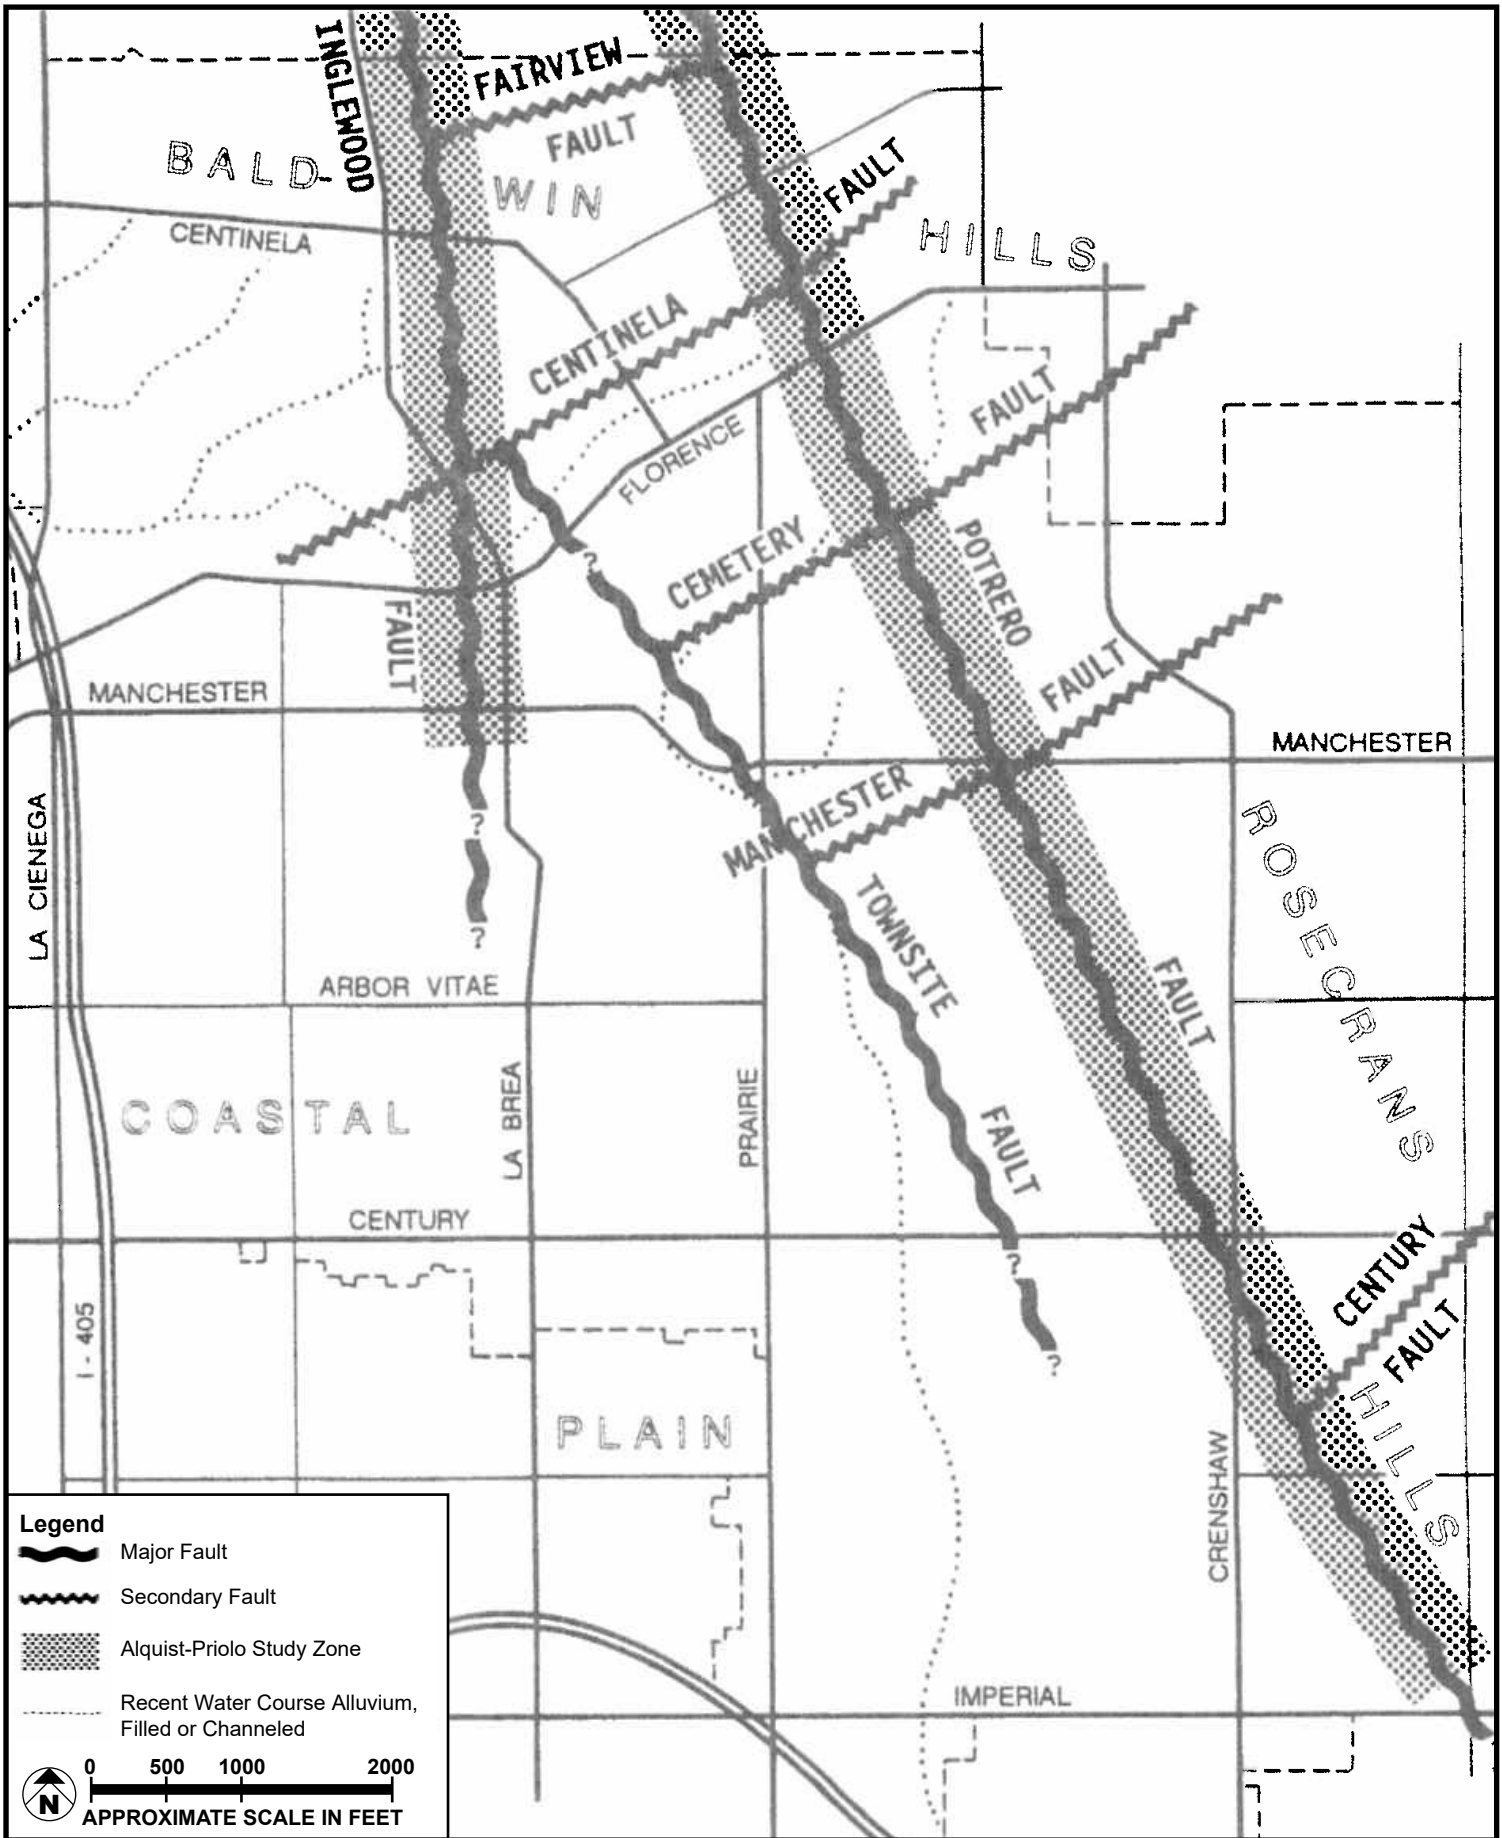 INGLEWOOD
FAULT
FAIRVIEW
FAULT
BALD-
WIN
HILLS
CENTINELA
CENTINELA
FAULT
FLORENCE
CEMETERY
FAULT
POTRERO
FAULT
MANCHESTER
MANCHESTER
MANCHESTER
FAULT
?
?
?
LA CIENEGA
TOWNSITE
FAULT
?
?
ROSECRANS
HILLS
ARBOR VITAE
COASTAL
PLAIN
LA BREA
PRAIRIE
CENTURY
CENTURY
FAULT
I - 405
CRENSHAW
IMPERIAL
Legend
Major Fault
Secondary Fault
Alquist-Priolo Study Zone
Recent Water Course Alluvium,
Filled or Channeled
N
0 500 1000 2000
APPROXIMATE SCALE IN FEET